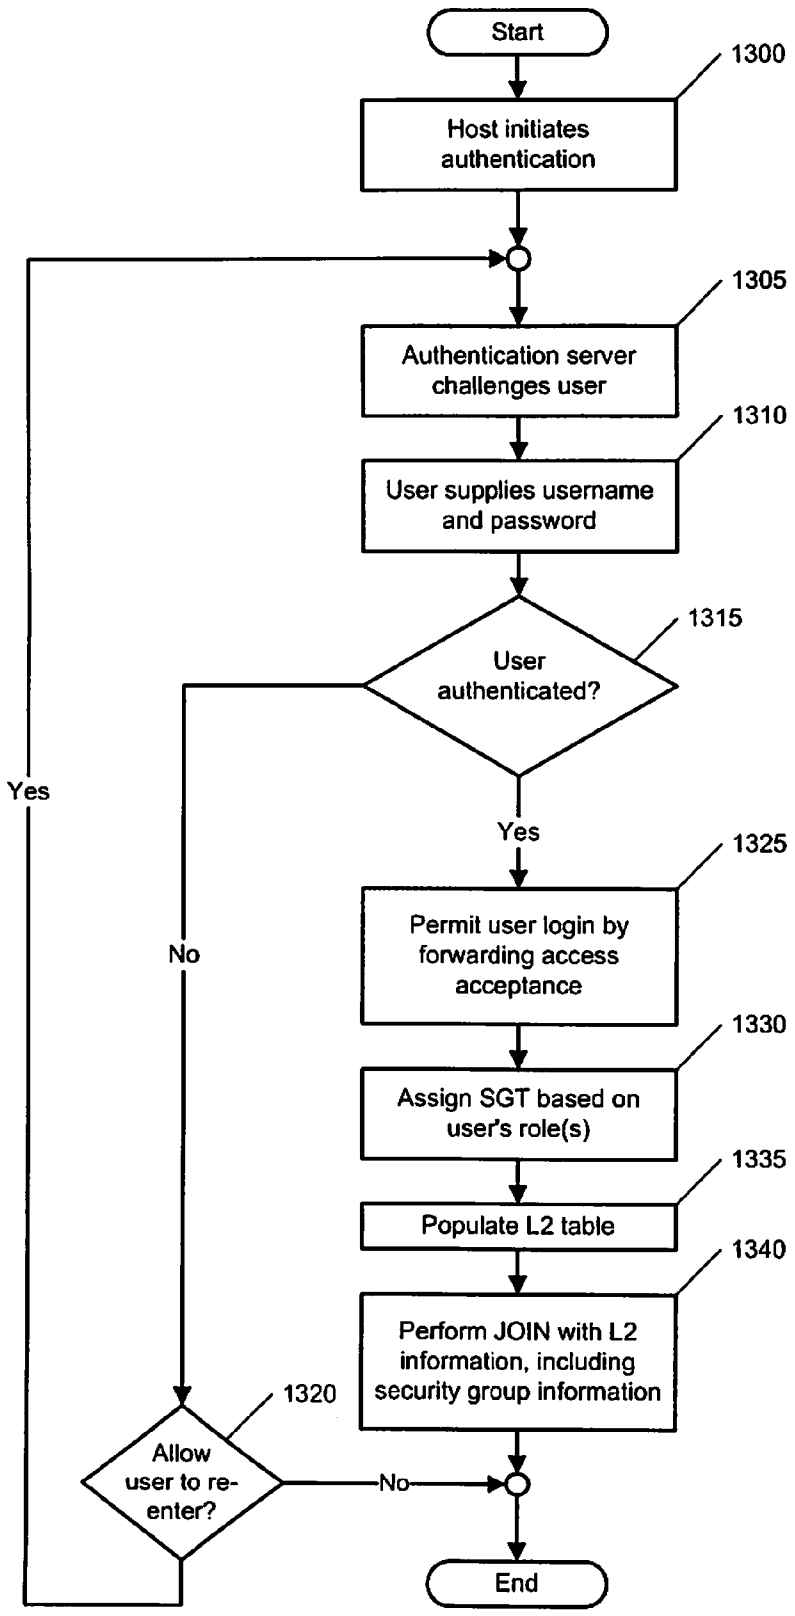 Start
1300
Host initiates
authentication
1305
Authentication server
challenges user
1310
User supplies username
and password
1315
User
authenticated?
Yes
Yes
1325
Permit user login by
forwarding access
acceptance
No
1330
Assign SGT based on
user's role(s)
1335
Populate L2 table
1340
Perform JOIN with L2
information, including
security group information
1320
Allow
user to re-
enter?
No
End